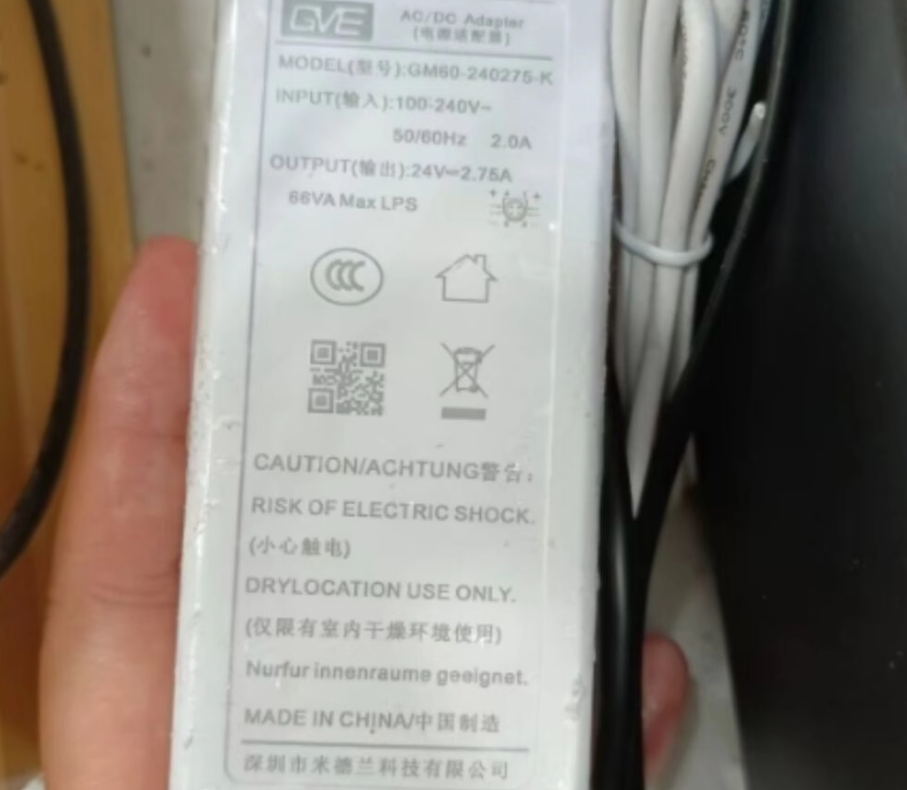 GVE
AC/DC Adapter
(电源适配器)
MODEL(型号):GM60-240275-K
INPUT(输入):100-240V~
50/60Hz 2.0A
OUTPUT(输出):24V⎓2.75A
66VA Max LPS
CCC
CAUTION/ACHTUNG警告:
RISK OF ELECTRIC SHOCK.
(小心触电)
DRYLOCATION USE ONLY.
(仅限有室内干燥环境使用)
Nurfur innenraume geeignet.
MADE IN CHINA/中国制造
深圳市米德兰科技有限公司
300V